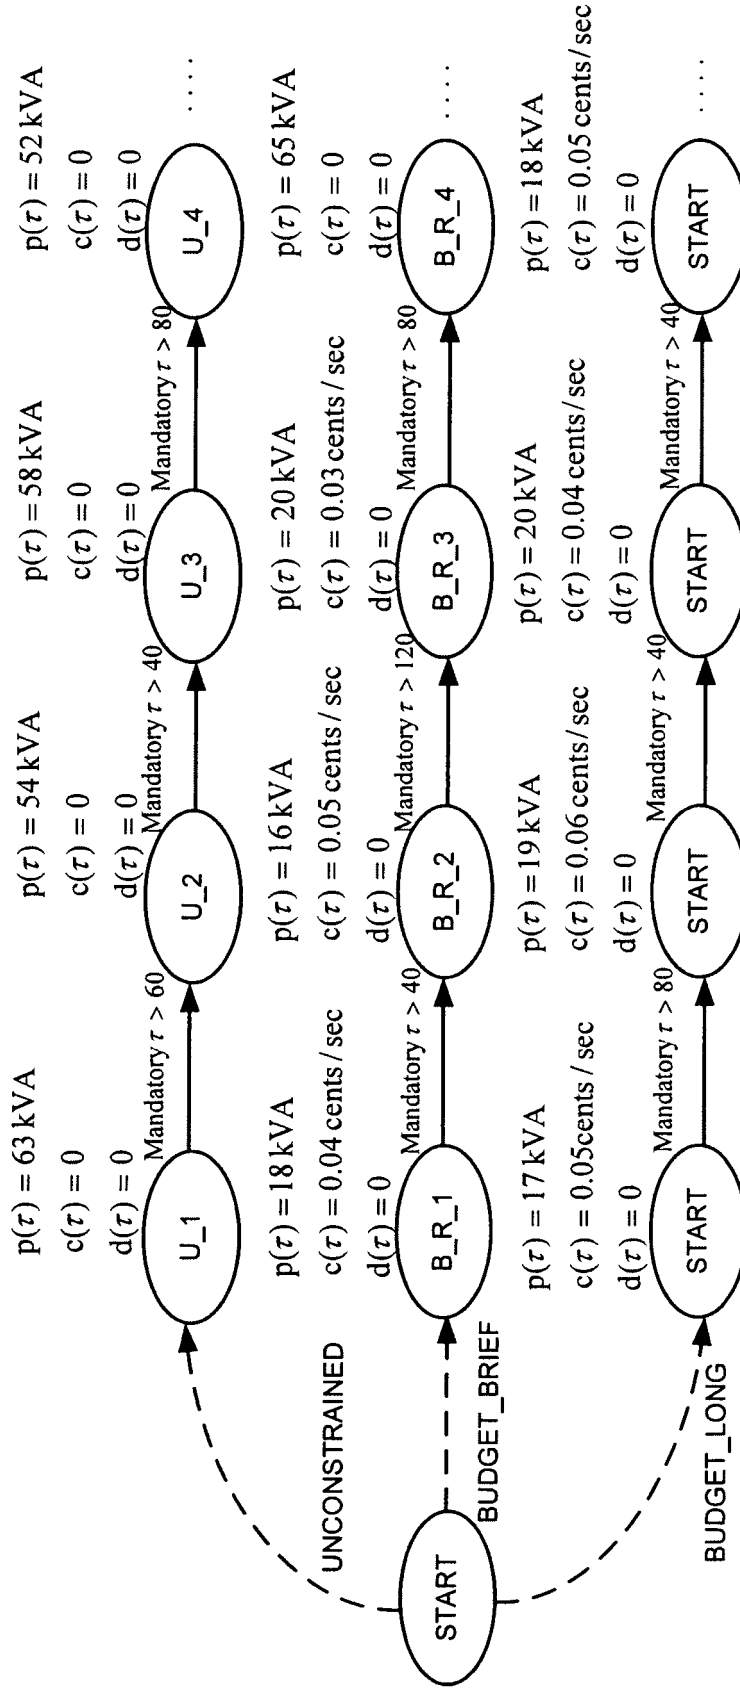 START
UNCONSTRAINED
BUDGET_BRIEF
BUDGET_LONG
p(τ) = 63 kVA
c(τ) = 0
d(τ) = 0
U_1
Mandatory τ > 60
p(τ) = 54 kVA
c(τ) = 0
d(τ) = 0
U_2
Mandatory τ > 40
p(τ) = 58 kVA
c(τ) = 0
d(τ) = 0
U_3
Mandatory τ > 80
p(τ) = 52 kVA
c(τ) = 0
d(τ) = 0
U_4
....
p(τ) = 18 kVA
c(τ) = 0.04 cents / sec
d(τ) = 0
B_R_1
Mandatory τ > 40
p(τ) = 16 kVA
c(τ) = 0.05 cents / sec
d(τ) = 0
B_R_2
Mandatory τ > 120
p(τ) = 20 kVA
c(τ) = 0.03 cents / sec
d(τ) = 0
B_R_3
Mandatory τ > 80
p(τ) = 65 kVA
c(τ) = 0
d(τ) = 0
B_R_4
....
p(τ) = 17 kVA
c(τ) = 0.05cents / sec
d(τ) = 0
START
Mandatory τ > 80
p(τ) = 19 kVA
c(τ) = 0.06 cents / sec
d(τ) = 0
START
Mandatory τ > 40
p(τ) = 20 kVA
c(τ) = 0.04 cents / sec
d(τ) = 0
START
Mandatory τ > 40
p(τ) = 18 kVA
c(τ) = 0.05 cents / sec
d(τ) = 0
START
....